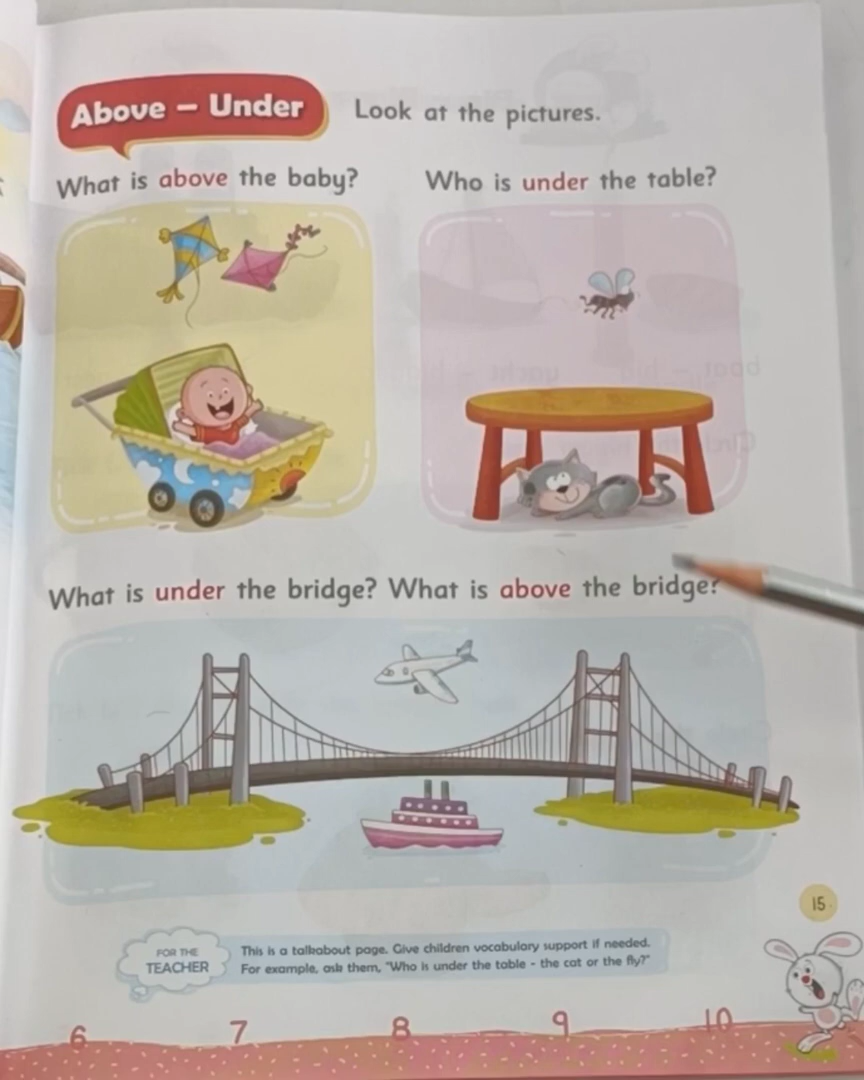 Above – Under
Look at the pictures.
What is above the baby?
Who is under the table?
What is under the bridge? What is above the bridge?
FOR THE
TEACHER
This is a talkabout page. Give children vocabulary support if needed.
For example, ask them, "Who is under the table - the cat or the fly?"
15
6 7 8 9 10